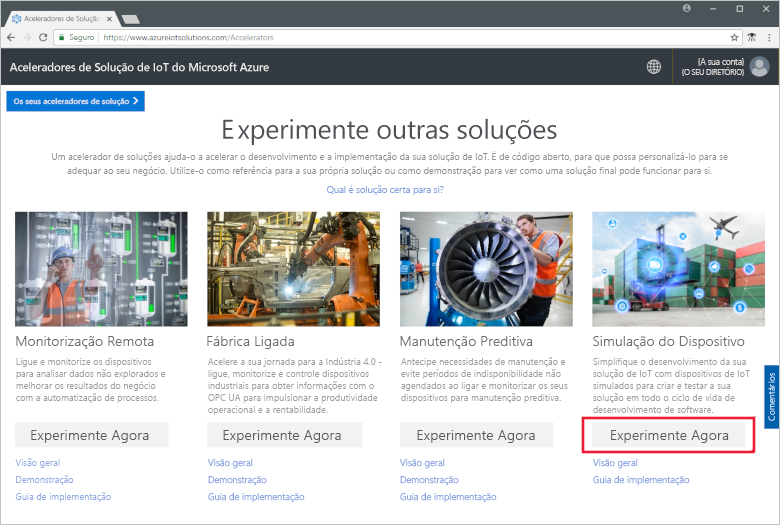 Aceleradores de Solução
Seguro
https://www.azureiotsolutions.com/Accelerators
Aceleradores de Solução de IoT do Microsoft Azure
{A sua conta}
{O SEU DIRETÓRIO}
Os seus aceleradores de solução
Experimente outras soluções
Um acelerador de soluções ajuda-o a acelerar o desenvolvimento e a implementação da sua solução de IoT. É de código aberto, para que possa personalizá-lo para se
adequar ao seu negócio. Utilize-o como referência para a sua própria solução ou como demonstração para ver como uma solução final pode funcionar para si.
Qual é solução certa para si?
Monitorização Remota
Ligue e monitorize os dispositivos
para analisar dados não explorados e
melhorar os resultados do negócio
com a automatização de processos.
Experimente Agora
Visão geral
Demonstração
Guia de implementação
Fábrica Ligada
Acelere a sua jornada para a Indústria 4.0 -
ligue, monitorize e controle dispositivos
industriais para obter informações com o
OPC UA para impulsionar a produtividade
operacional e a rentabilidade.
Experimente Agora
Visão geral
Demonstração
Guia de implementação
Manutenção Preditiva
Antecipe necessidades de manutenção e
evite períodos de indisponibilidade não
agendados ao ligar e monitorizar os seus
dispositivos para manutenção preditiva.
Experimente Agora
Visão geral
Demonstração
Guia de implementação
Simulação do Dispositivo
Simplifique o desenvolvimento da sua
solução de IoT com dispositivos de IoT
simulados para criar e testar a sua
solução em todo o ciclo de vida de
desenvolvimento de software.
Experimente Agora
Visão geral
Guia de implementação
Comentários